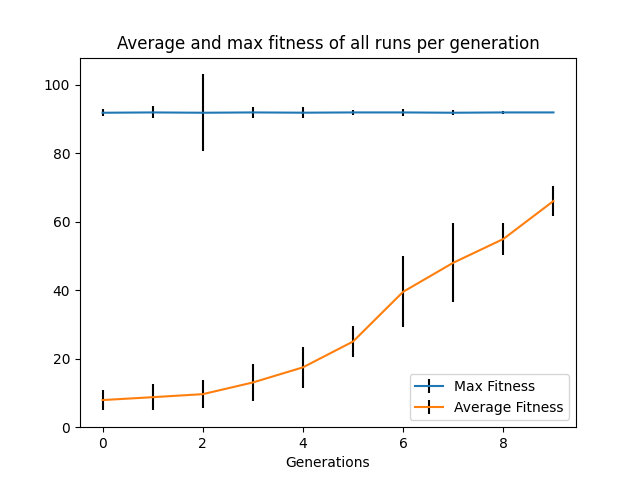 Average and max fitness of all runs per generation
100
80
60
40
20
0
Max Fitness
Average Fitness
0 2 4 6 8
Generations